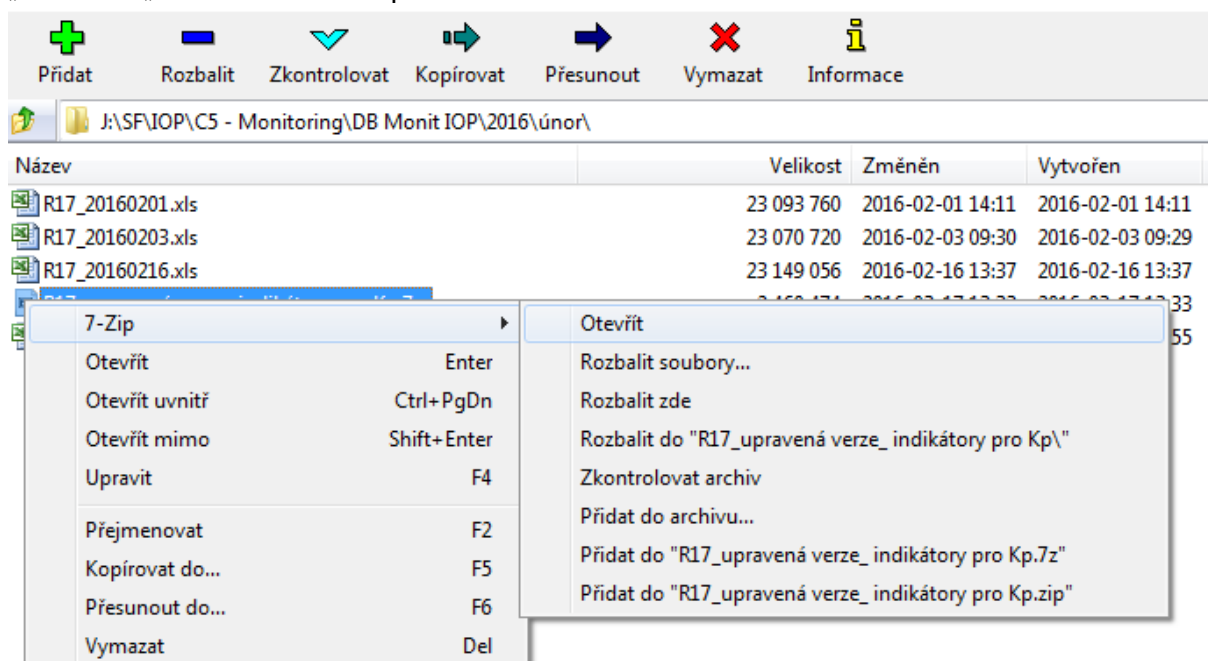 Přidat Rozbalit Zkontrolovat Kopírovat Přesunout Vymazat Informace
J:\SF\IOP\C5 - Monitoring\DB Monit IOP\2016\únor\
Název Velikost Změněn Vytvořen
R17_20160201.xls 23 093 760 2016-02-01 14:11 2016-02-01 14:11
R17_20160203.xls 23 070 720 2016-02-03 09:30 2016-02-03 09:29
R17_20160216.xls 23 149 056 2016-02-16 13:37 2016-02-16 13:37
33
55
7-Zip
Otevřít Enter
Otevřít uvnitř Ctrl+PgDn
Otevřít mimo Shift+Enter
Upravit F4
Přejmenovat F2
Kopírovat do... F5
Přesunout do... F6
Vymazat Del
Otevřít
Rozbalit soubory...
Rozbalit zde
Rozbalit do "R17_upravená verze_ indikátory pro Kp\"
Zkontrolovat archiv
Přidat do archivu...
Přidat do "R17_upravená verze_ indikátory pro Kp.7z"
Přidat do "R17_upravená verze_ indikátory pro Kp.zip"